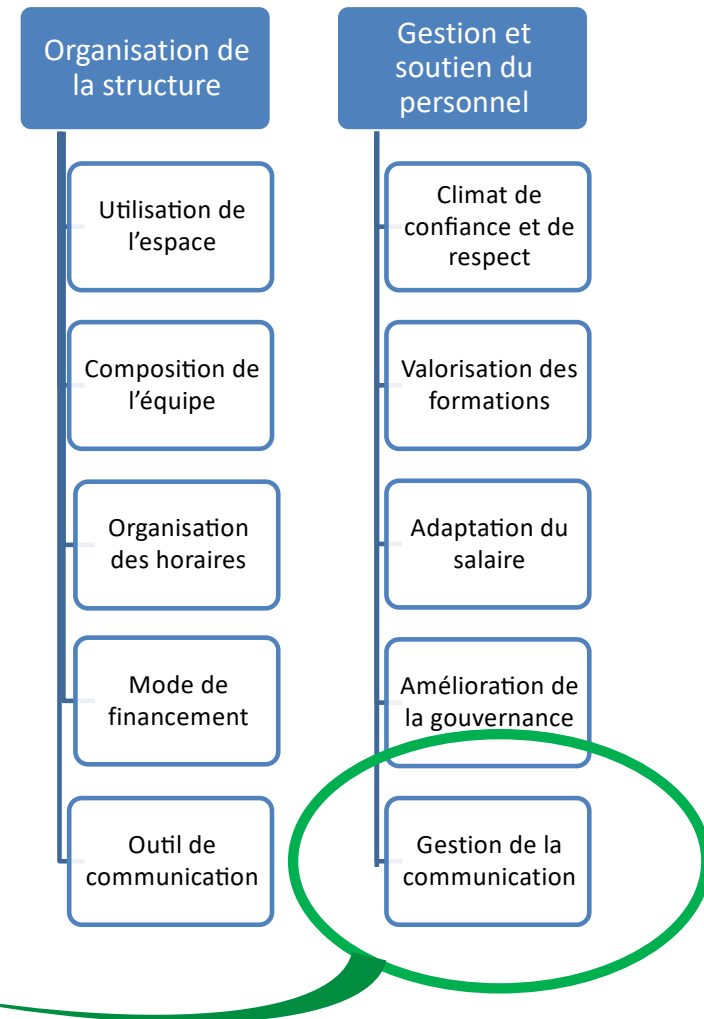 Organisation de
la structure
Utilisation de
l'espace
Composition de
l'équipe
Organisation
des horaires
Mode de
financement
Outil de
communication
Gestion et
soutien du
personnel
Climat de
confiance et de
respect
Valorisation des
formations
Adaptation du
salaire
Amélioration de
la gouvernance
Gestion de la
communication